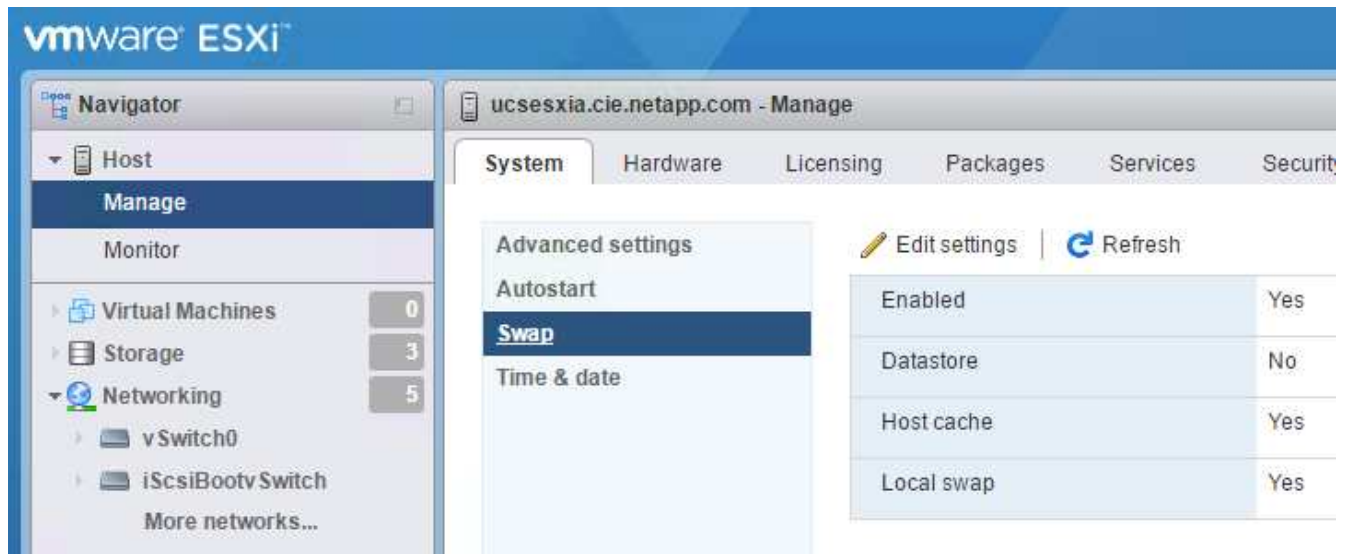 vmware ESXi™
Navigator
Host
Manage
Monitor
Virtual Machines 0
Storage 3
Networking 5
vSwitch0
iScsiBootvSwitch
More networks...
ucsesxia.cie.netapp.com - Manage
System Hardware Licensing Packages Services Security
Advanced settings
Autostart
Swap
Time & date
Edit settings | Refresh
Enabled Yes
Datastore No
Host cache Yes
Local swap Yes